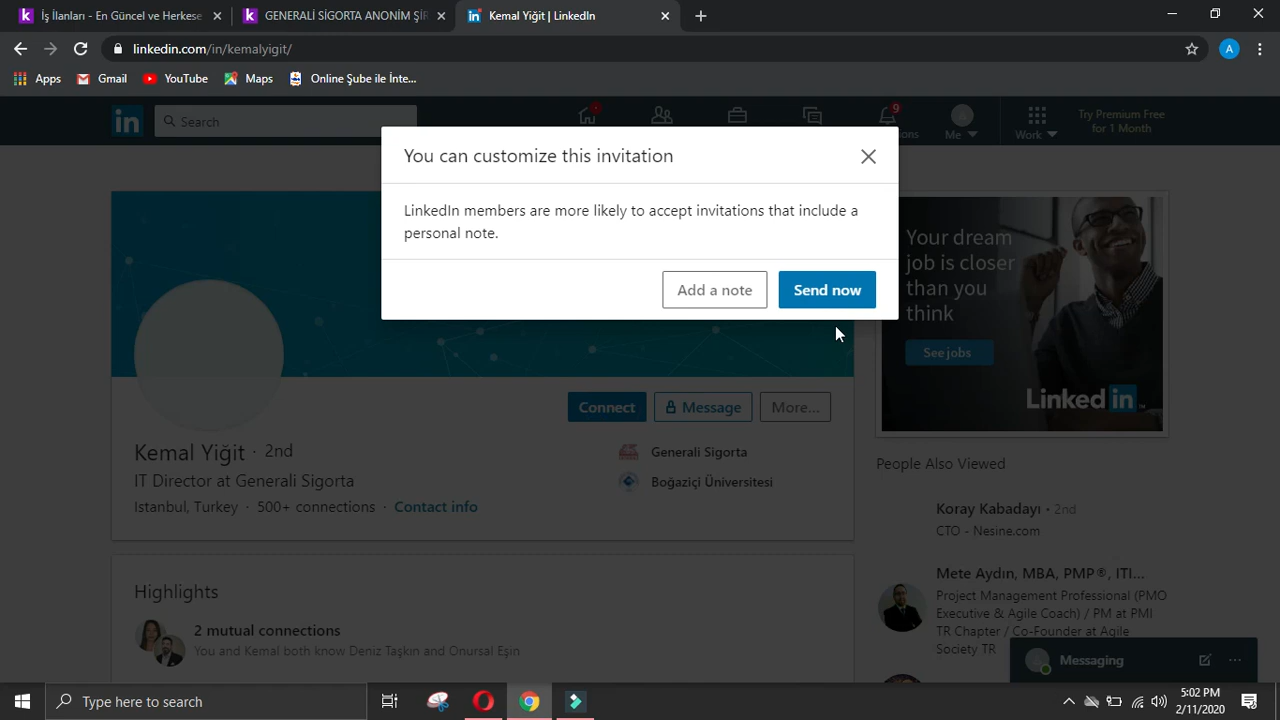 İş İlanları - En Güncel ve Herkese
GENERALİ SİGORTA ANONİM ŞİR
Kemal Yiğit | LinkedIn
linkedin.com/in/kemalyigit/
A
Apps
Gmail
YouTube
Maps
Online Şube ile İnte...
in
Search
9
ons
Me
Work
Try Premium Free
for 1 Month
You can customize this invitation
LinkedIn members are more likely to accept invitations that include a
personal note.
Add a note
Send now
Your dream
job is closer
than you
think
See jobs
Linked in
Connect
Message
More...
Kemal Yiğit · 2nd
IT Director at Generali Sigorta
Istanbul, Turkey · 500+ connections · Contact info
Generali Sigorta
Boğaziçi Üniversitesi
People Also Viewed
Koray Kabadayı • 2nd
CTO - Nesine.com
Mete Aydın, MBA, PMP®, ITI...
Project Management Professional (PMO
Executive & Agile Coach) / PM at PMI
TR Chapter / Co-Founder at Agile
Society TR
Highlights
2 mutual connections
You and Kemal both know Deniz Taşkın and Onursal Eşin
Messaging
Type here to search
5:02 PM
2/11/2020